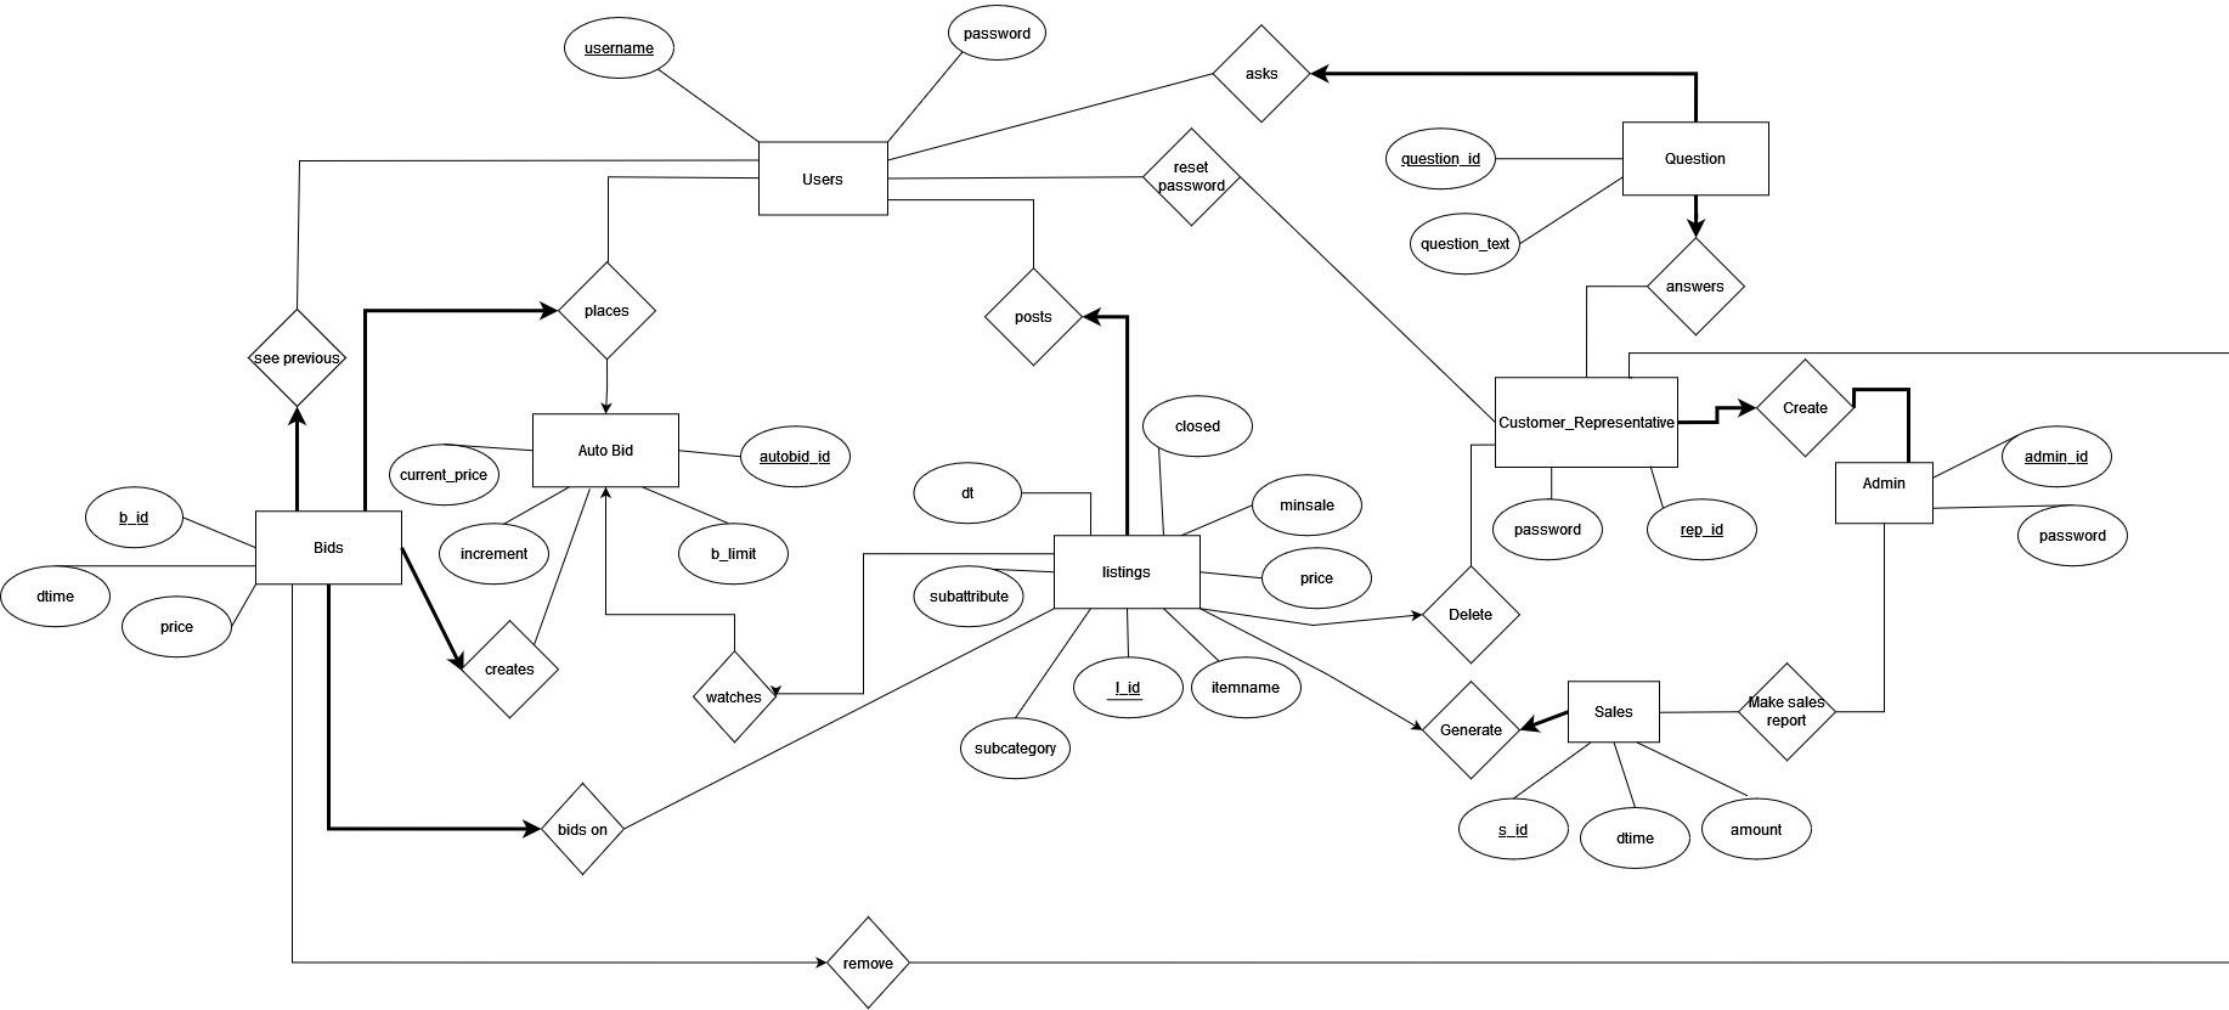 username
password
asks
question_id
Question
reset
password
Users
question_text
answers
places
posts
see previous
Create
closed
Customer_Representative
Auto Bid
autobid_id
admin_id
current_price
Admin
dt
minsale
b_id
password
rep_id
password
Bids
increment
b_limit
listings
price
dtime
subattribute
Delete
price
creates
l_id
itemname
watches
Make sales
report
Sales
Generate
subcategory
bids on
s_id
dtime
amount
remove